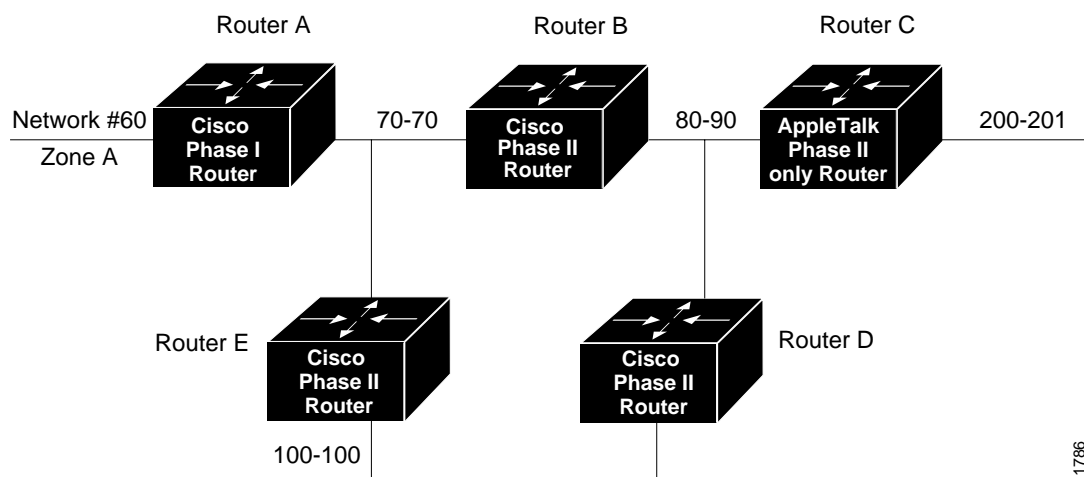 Router A
Router B
Router C
Network #60
Zone A
Cisco
Phase I
Router
70-70
Cisco
Phase II
Router
80-90
AppleTalk
Phase II
only Router
200-201
Router E
Cisco
Phase II
Router
Cisco
Phase II
Router
Router D
100-100
1786